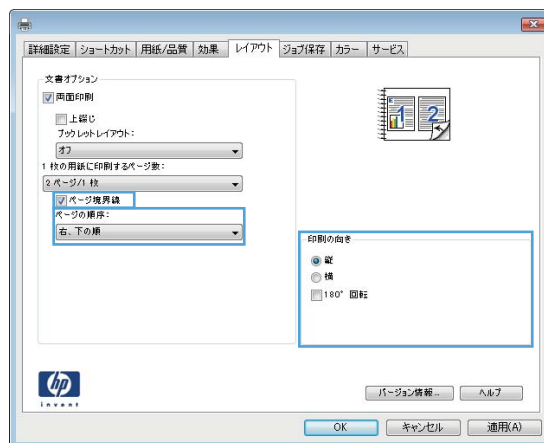 詳細設定 ショートカット 用紙/品質 効果 レイアウト ジョブ保存 カラー サービス
文書オプション
両面印刷
上綴じ
ブックレットレイアウト:
オフ
1 枚の用紙に印刷するページ数:
2 ページ/1 枚
ページ境界線
ページの順序:
右、下の順
1 2
印刷の向き
縦
横
180° 回転
hp
invent
バージョン情報... ヘルプ
OK キャンセル 適用(A)